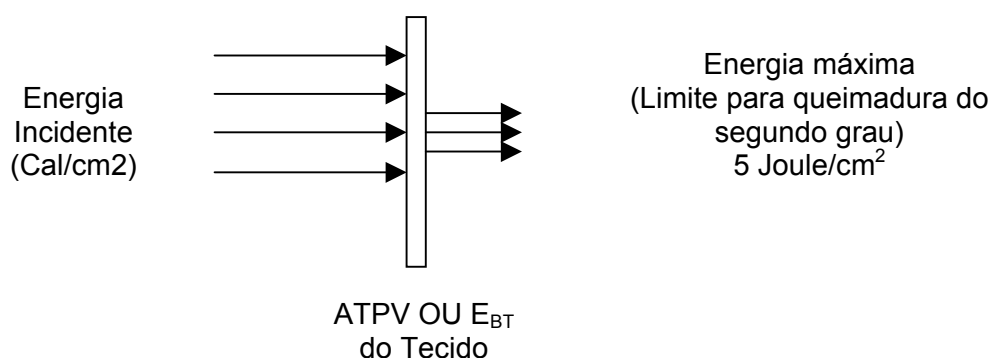 Energia
Incidente
(Cal/cm2)
Energia máxima
(Limite para queimadura do
segundo grau)
5 Joule/cm²
ATPV OU E_BT
do Tecido